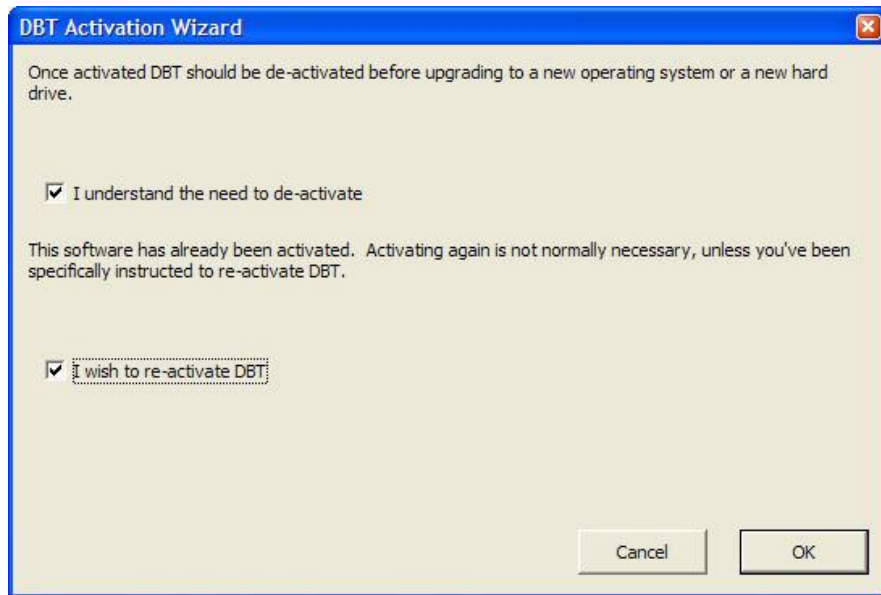 DBT Activation Wizard
Once activated DBT should be de-activated before upgrading to a new operating system or a new hard
drive.
I understand the need to de-activate
This software has already been activated.  Activating again is not normally necessary, unless you've been
specifically instructed to re-activate DBT.
I wish to re-activate DBT
Cancel
OK